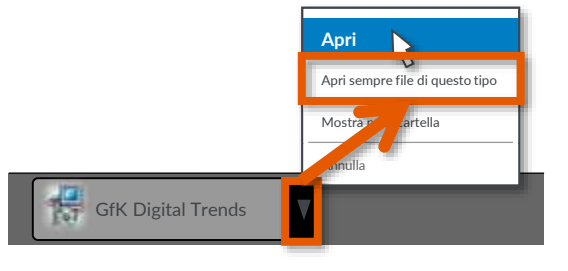 Apri
Apri sempre file di questo tipo
Mostra cartella
Annulla
GfK Digital Trends